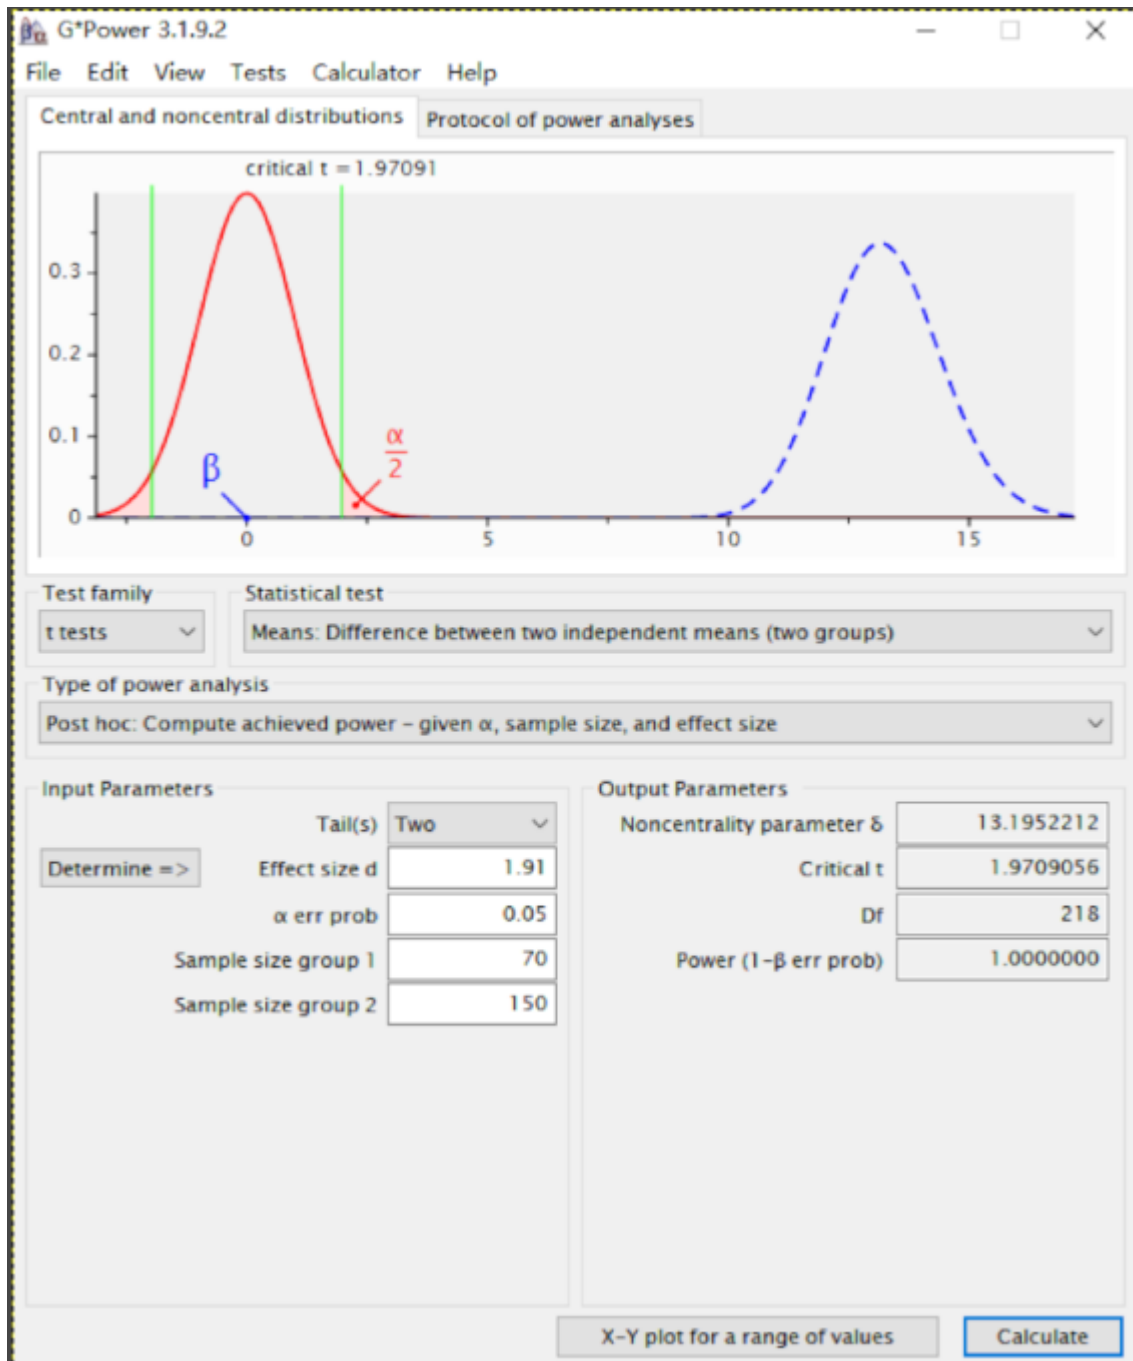 G*Power 3.1.9.2
File Edit View Tests Calculator Help
Central and noncentral distributions Protocol of power analyses
critical t = 1.97091
0.3
0.2
0.1
0
β
α
2
0 5 10 15
Test family Statistical test
t tests Means: Difference between two independent means (two groups)
Type of power analysis
Post hoc: Compute achieved power – given α, sample size, and effect size
Input Parameters Output Parameters
Tail(s) Two Noncentrality parameter δ 13.1952212
Determine => Effect size d 1.91 Critical t 1.9709056
α err prob 0.05 Df 218
Sample size group 1 70 Power (1-β err prob) 1.0000000
Sample size group 2 150
X-Y plot for a range of values Calculate